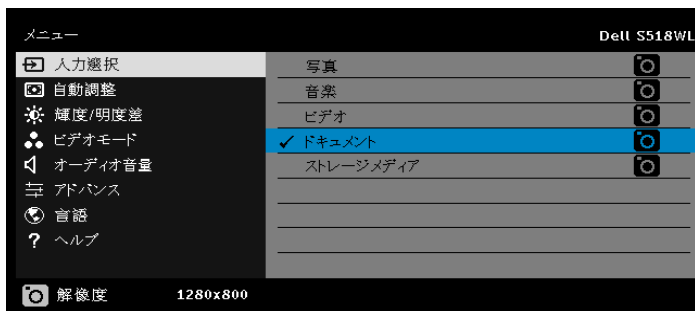 メニュー
Dell S518WL
入力選択
自動調整
輝度/明度差
ビデオモード
オーディオ音量
アドバンス
言語
? ヘルプ
写真
音楽
ビデオ
✓ ドキュメント
ストレージメディア
解像度 1280x800